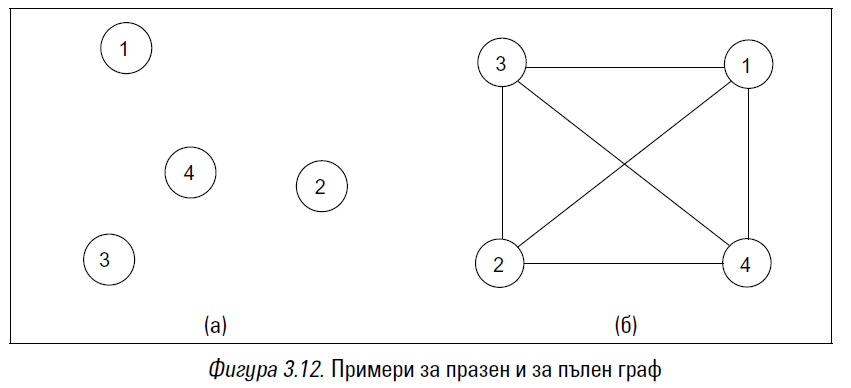 1
3
1
4
2
3
2
4
(а)
(б)
Фигура 3.12. Примери за празен и за пълен граф